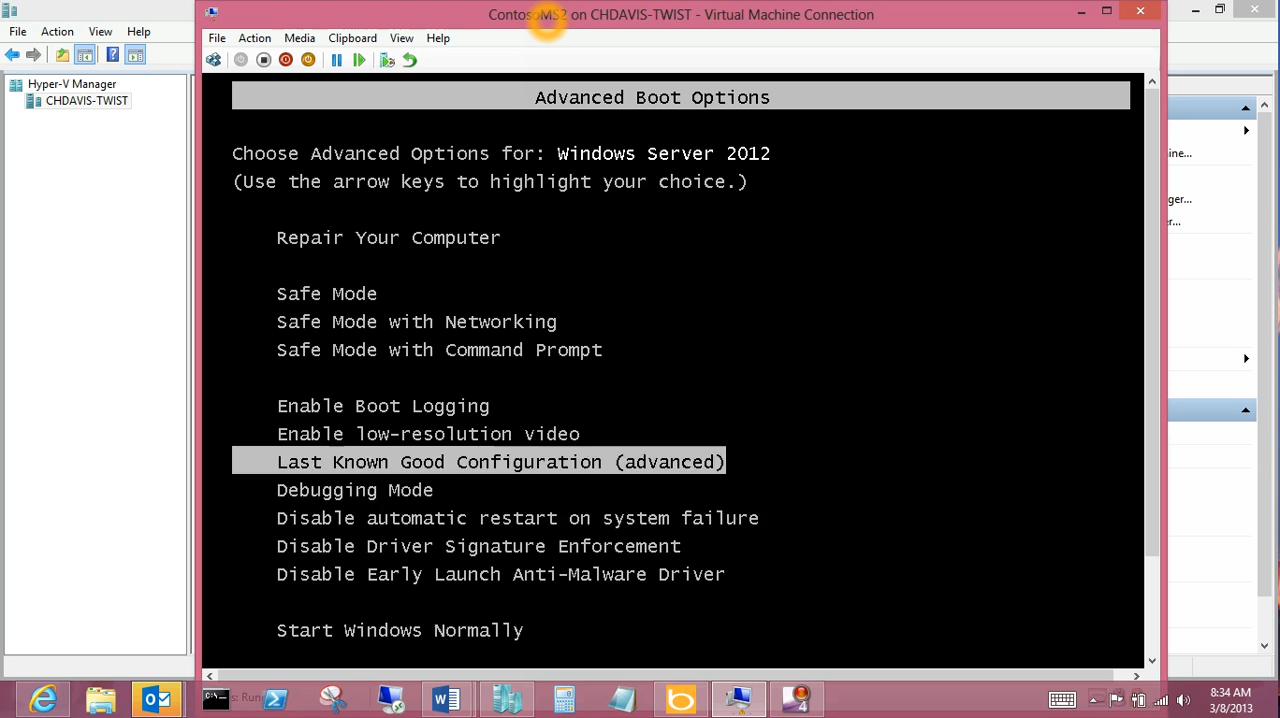 ContosoMS2 on CHDAVIS-TWIST - Virtual Machine Connection
File Action View Help
File Action Media Clipboard View Help
Hyper-V Manager
CHDAVIS-TWIST
Advanced Boot Options
Choose Advanced Options for: Windows Server 2012
(Use the arrow keys to highlight your choice.)
Repair Your Computer
Safe Mode
Safe Mode with Networking
Safe Mode with Command Prompt
Enable Boot Logging
Enable low-resolution video
Last Known Good Configuration (advanced)
Debugging Mode
Disable automatic restart on system failure
Disable Driver Signature Enforcement
Disable Early Launch Anti-Malware Driver
Start Windows Normally
ine...
ger...
r...
4
8:34 AM
3/8/2013